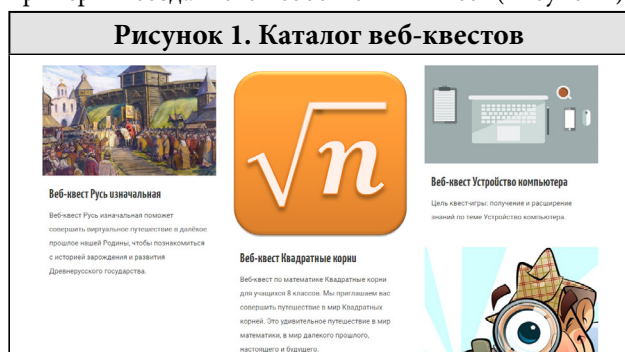 Рисунок 1. Каталог веб-квестов
Веб-квест Русь изначальная
Веб-квест Русь изначальная поможет
совершить виртуальное путешествие в далёкое
прошлое нашей Родины, чтобы познакомиться
с историей зарождения и развития
Древнерусского государства.
√n
Веб-квест Квадратные корни
Веб-квест по математике Квадратные корни
для учащихся 8 классов. Мы приглашаем вас
совершить путешествие в мир Квадратных
корней. Это удивительное путешествие в мир
математики, в мир далекого прошлого,
настоящего и будущего.
Веб-квест Устройство компьютера
Цель квест-игры: получение и расширение
знаний по теме Устройство компьютера.